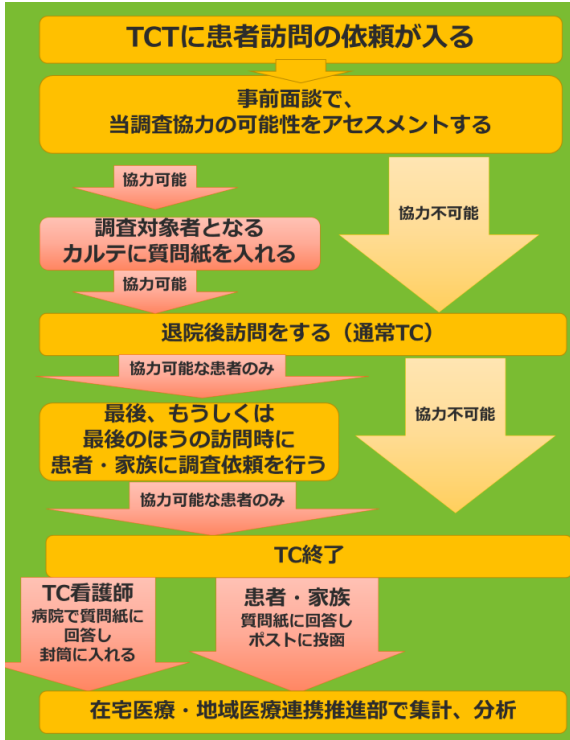 TCTに患者訪問の依頼が入る
事前面談で、
当調査協力の可能性をアセスメントする
協力可能
協力不可能
調査対象者となる
カルテに質問紙を入れる
協力可能
退院後訪問をする（通常TC）
協力可能な患者のみ
協力不可能
最後、もうしくは
最後のほうの訪問時に
患者・家族に調査依頼を行う
協力可能な患者のみ
TC終了
TC看護師
病院で質問紙に
回答し
封筒に入れる
患者・家族
質問紙に回答し
ポストに投函
在宅医療・地域医療連携推進部で集計、分析